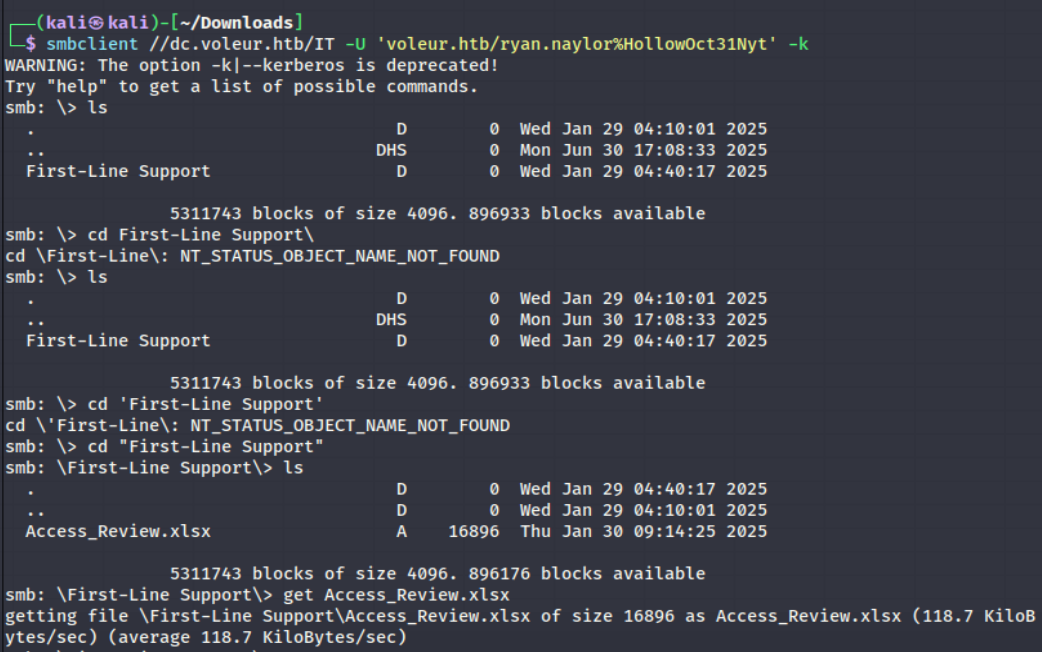 ┌──(kali㉿kali)-[~/Downloads]
└─$ smbclient //dc.voleur.htb/IT -U 'voleur.htb/ryan.naylor%HollowOct31Nyt' -k
WARNING: The option -k|--kerberos is deprecated!
Try "help" to get a list of possible commands.
smb: \> ls
  .                                   D        0  Wed Jan 29 04:10:01 2025
  ..                                DHS        0  Mon Jun 30 17:08:33 2025
  First-Line Support                  D        0  Wed Jan 29 04:40:17 2025

                5311743 blocks of size 4096. 896933 blocks available
smb: \> cd First-Line Support\
cd \First-Line\: NT_STATUS_OBJECT_NAME_NOT_FOUND
smb: \> ls
  .                                   D        0  Wed Jan 29 04:10:01 2025
  ..                                DHS        0  Mon Jun 30 17:08:33 2025
  First-Line Support                  D        0  Wed Jan 29 04:40:17 2025

                5311743 blocks of size 4096. 896933 blocks available
smb: \> cd 'First-Line Support'
cd \'First-Line\: NT_STATUS_OBJECT_NAME_NOT_FOUND
smb: \> cd "First-Line Support"
smb: \First-Line Support\> ls
  .                                   D        0  Wed Jan 29 04:40:17 2025
  ..                                  D        0  Wed Jan 29 04:10:01 2025
  Access_Review.xlsx                  A    16896  Thu Jan 30 09:14:25 2025

                5311743 blocks of size 4096. 896176 blocks available
smb: \First-Line Support\> get Access_Review.xlsx
getting file \First-Line Support\Access_Review.xlsx of size 16896 as Access_Review.xlsx (118.7 KiloB
ytes/sec) (average 118.7 KiloBytes/sec)